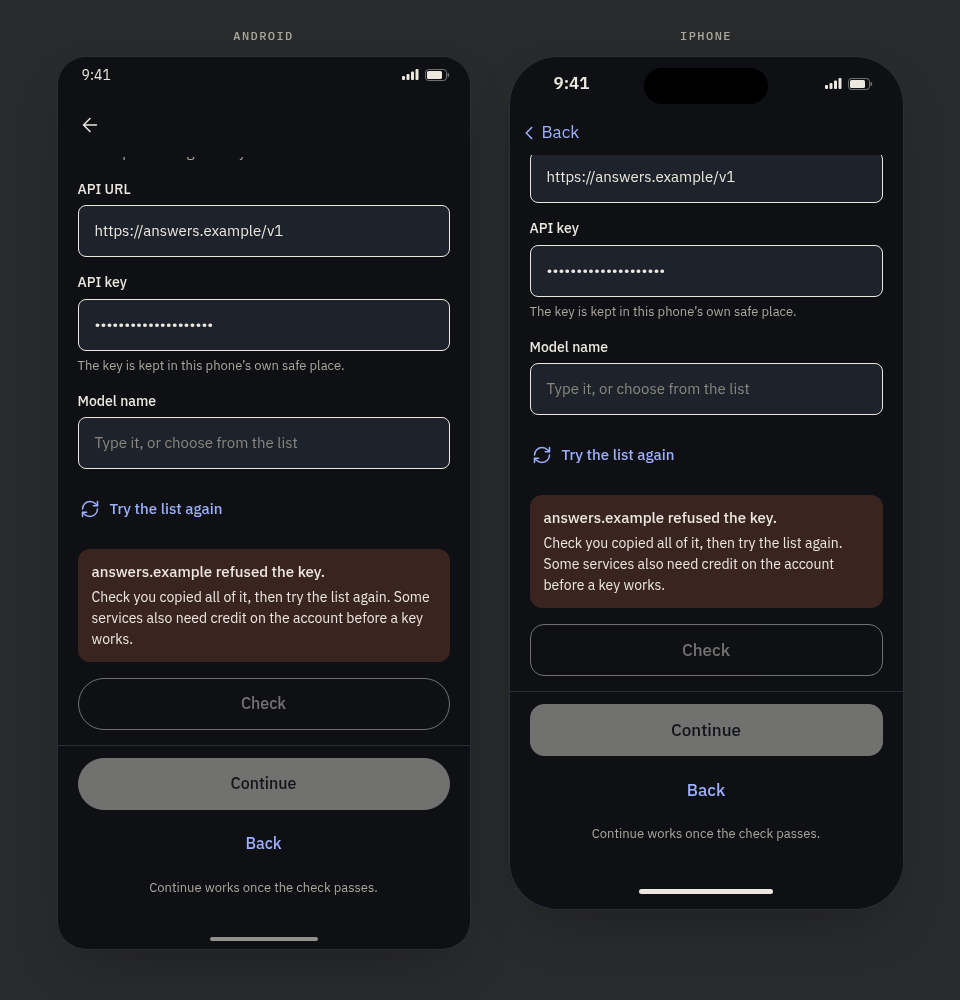 ANDROID
9:41
API URL
https://answers.example/v1
API key
•••••••••••••••••••
The key is kept in this phone’s own safe place.
Model name
Type it, or choose from the list
Try the list again
answers.example refused the key.
Check you copied all of it, then try the list again. Some
services also need credit on the account before a key
works.
Check
Continue
Back
Continue works once the check passes.
IPHONE
9:41
Back
https://answers.example/v1
API key
•••••••••••••••••••
The key is kept in this phone’s own safe place.
Model name
Type it, or choose from the list
Try the list again
answers.example refused the key.
Check you copied all of it, then try the list again.
Some services also need credit on the account
before a key works.
Check
Continue
Back
Continue works once the check passes.